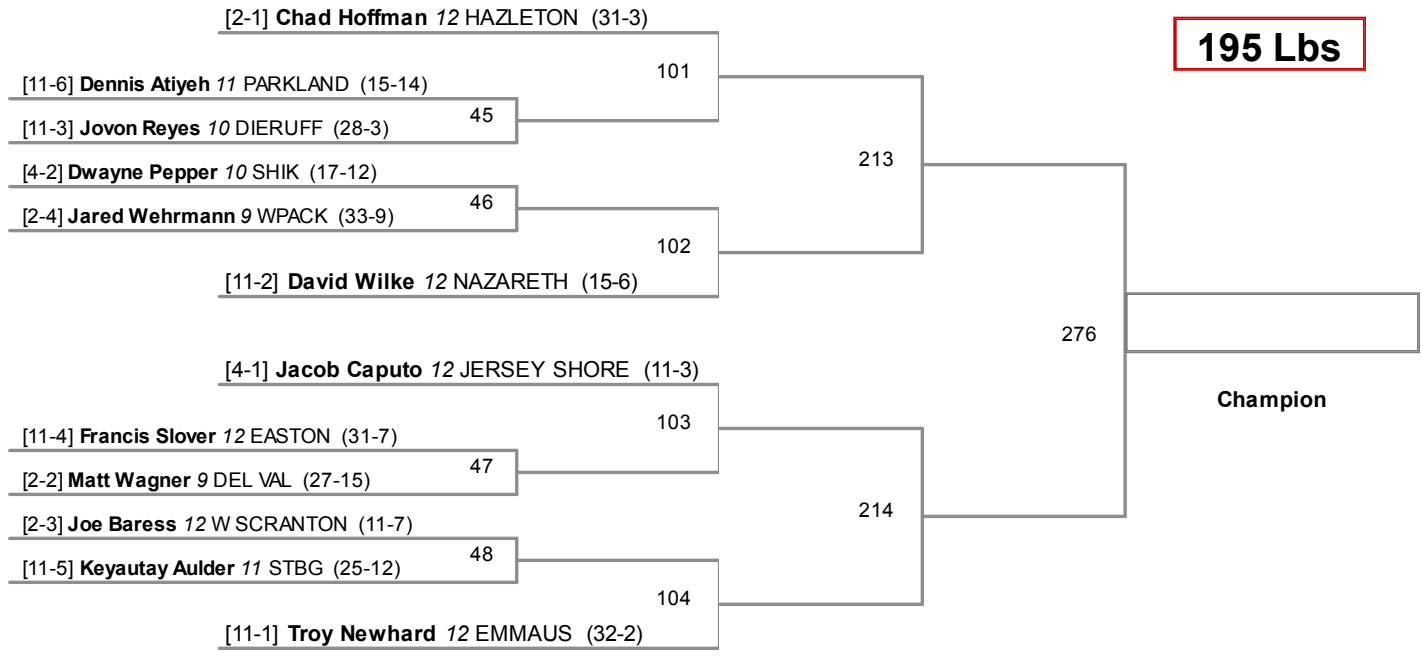 [2-1] Chad Hoffman 12 HAZLETON (31-3)
195 Lbs
101
[11-6] Dennis Atiyeh 11 PARKLAND (15-14)
45
[11-3] Jovon Reyes 10 DIERUFF (28-3)
213
[4-2] Dwayne Pepper 10 SHIK (17-12)
46
[2-4] Jared Wehrmann 9 WPACK (33-9)
102
[11-2] David Wilke 12 NAZARETH (15-6)
276
[4-1] Jacob Caputo 12 JERSEY SHORE (11-3)
Champion
103
[11-4] Francis Slover 12 EASTON (31-7)
47
[2-2] Matt Wagner 9 DEL VAL (27-15)
214
[2-3] Joe Baress 12 W SCRANTON (11-7)
48
[11-5] Keyautay Aulder 11 STBG (25-12)
104
[11-1] Troy Newhard 12 EMMAUS (32-2)